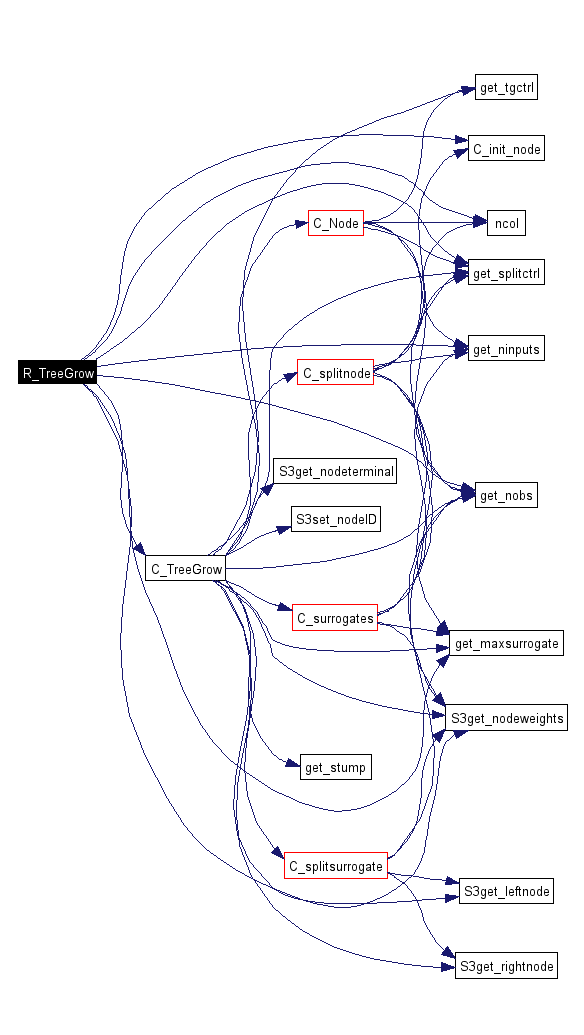 get_tgctrl
C_init_node
C_Node
ncol
get_splitctrl
get_ninputs
R_TreeGrow
C_splitnode
S3get_nodeterminal
get_nobs
S3set_nodeID
C_TreeGrow
C_surrogates
get_maxsurrogate
S3get_nodeweights
get_stump
C_splitsurrogate
S3get_leftnode
S3get_rightnode